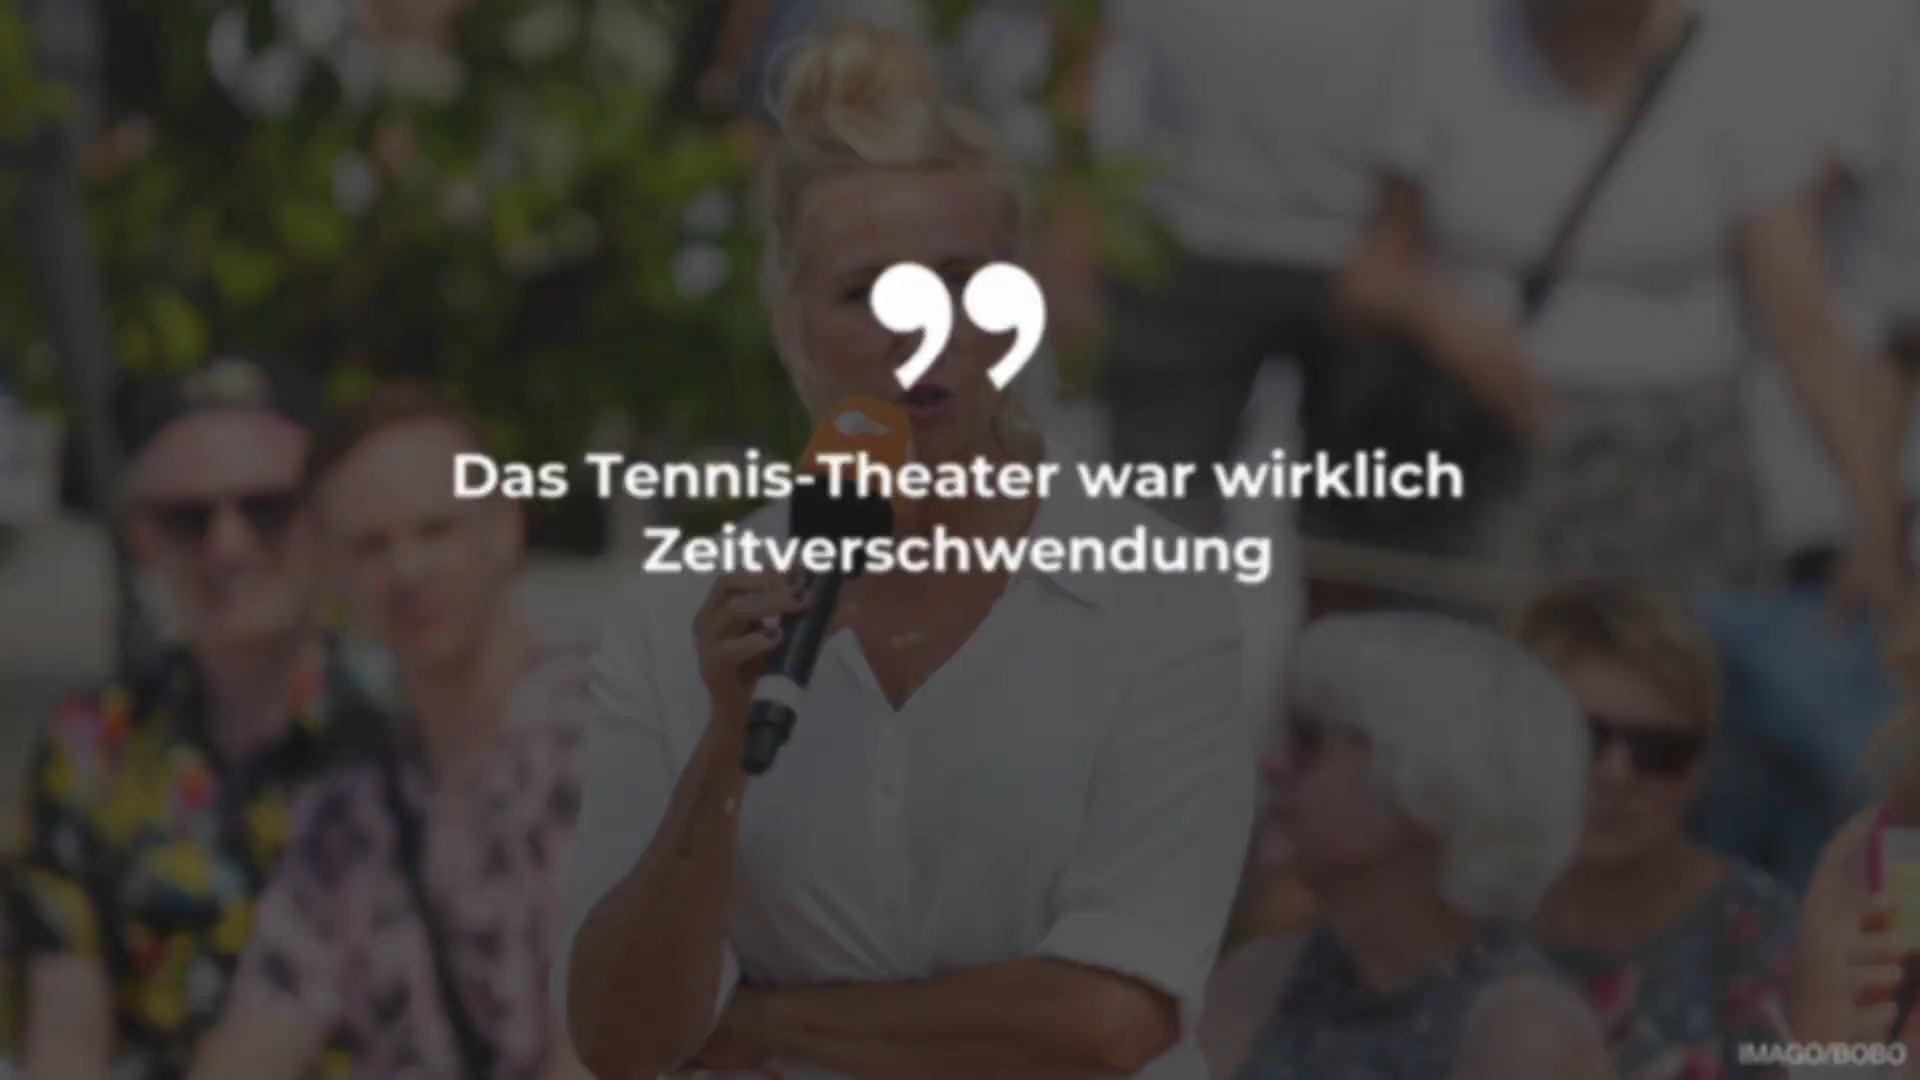 ”
Das Tennis-Theater war wirklich
Zeitverschwendung
IMAGO/BOBO